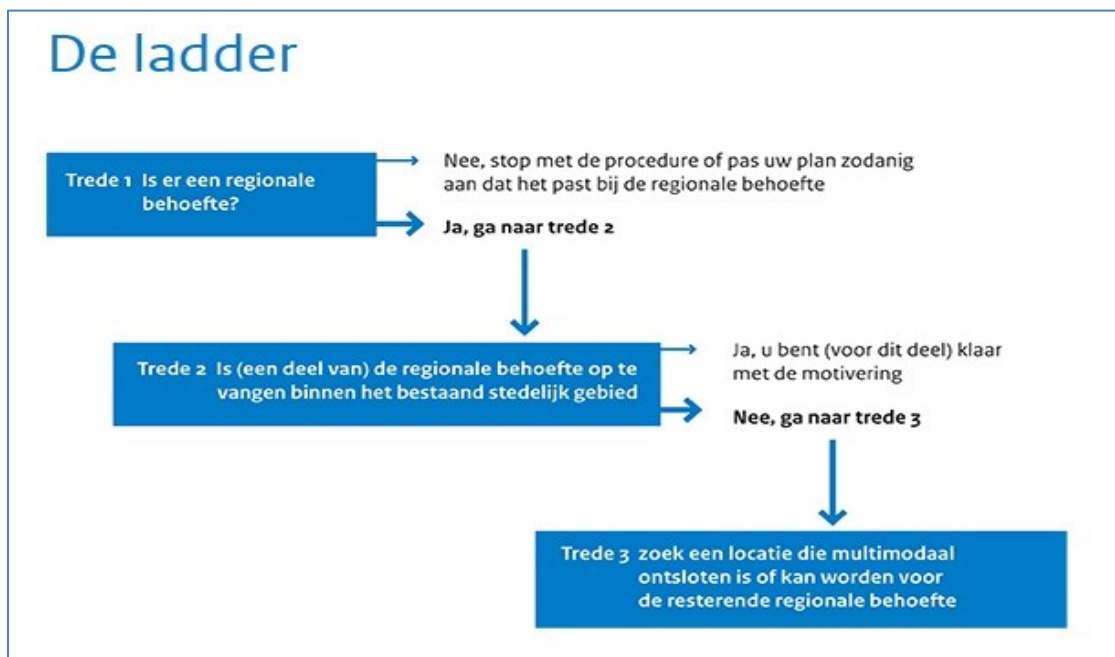 De ladder
Trede 1 Is er een regionale
behoefte?
Nee, stop met de procedure of pas uw plan zodanig
aan dat het past bij de regionale behoefte
Ja, ga naar trede 2
Trede 2 Is (een deel van) de regionale behoefte op te
vangen binnen het bestaand stedelijk gebied
Ja, u bent (voor dit deel) klaar
met de motivering
Nee, ga naar trede 3
Trede 3 zoek een locatie die multimodaal
ontsloten is of kan worden voor
de resterende regionale behoefte